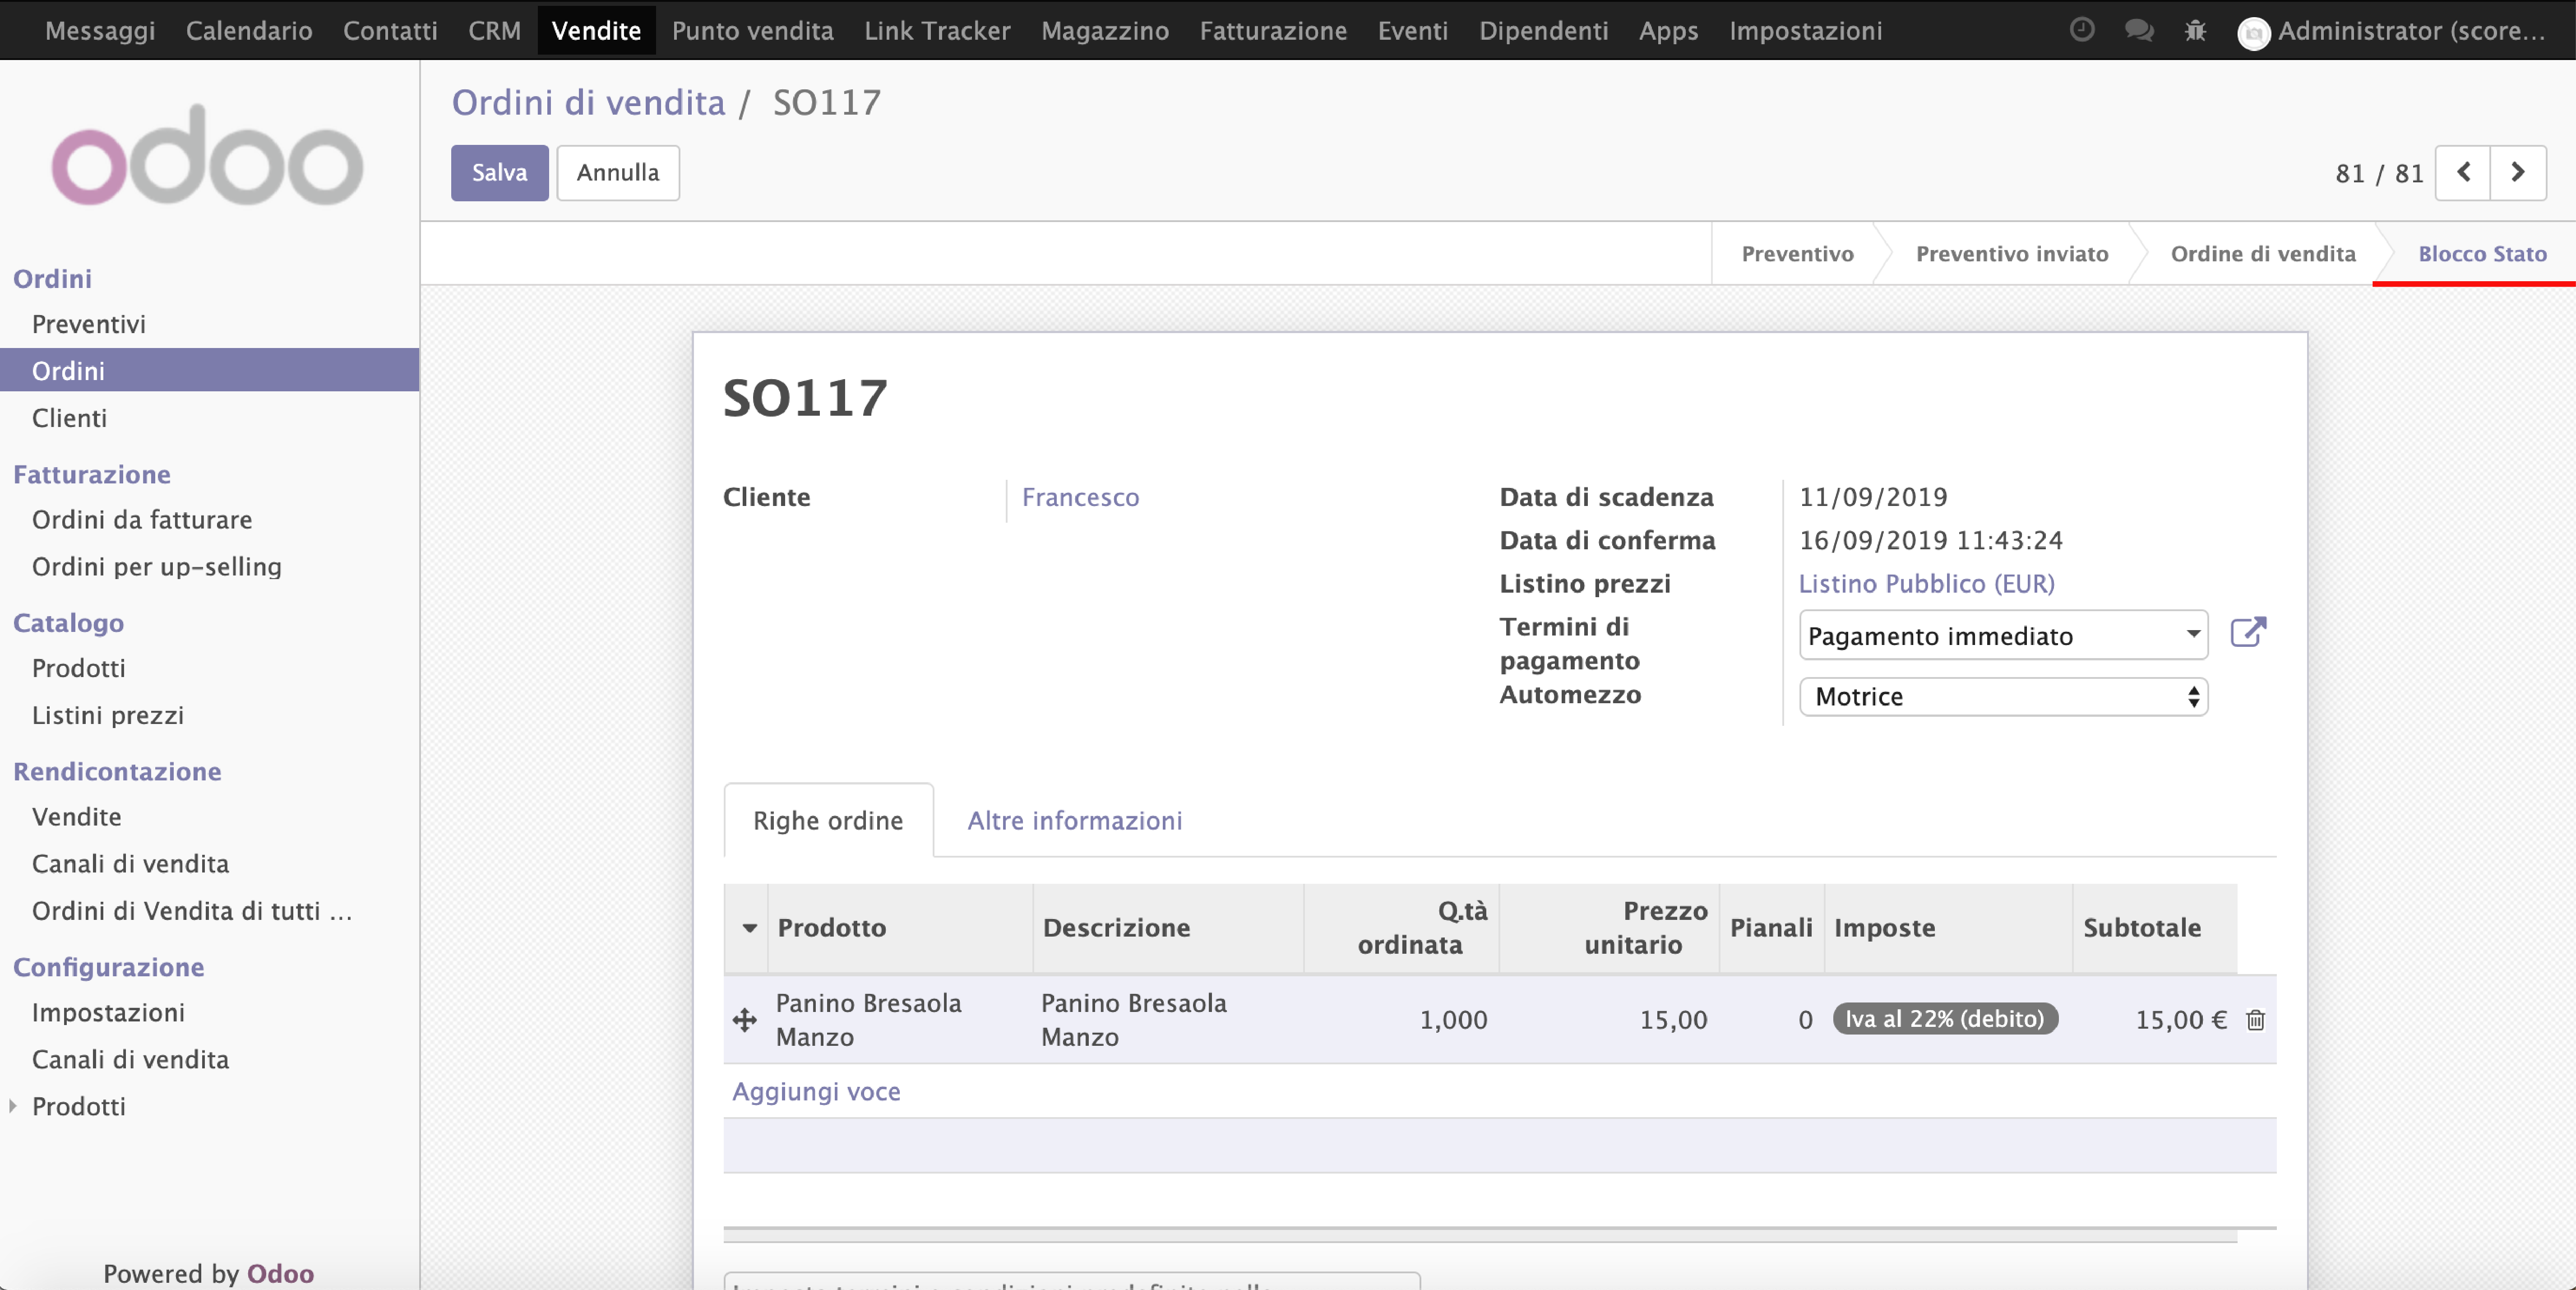 Messaggi Calendario Contatti CRM Vendite Punto vendita Link Tracker Magazzino Fatturazione Eventi Dipendenti Apps Impostazioni Administrator (score...
odoo
Ordini
Preventivi
Ordini
Clienti
Fatturazione
Ordini da fatturare
Ordini per up-selling
Catalogo
Prodotti
Listini prezzi
Rendicontazione
Vendite
Canali di vendita
Ordini di Vendita di tutti ...
Configurazione
Impostazioni
Canali di vendita
Prodotti
Powered by Odoo
Ordini di vendita / SO117
Salva Annulla
81 / 81
Preventivo Preventivo inviato Ordine di vendita Blocco Stato
SO117
Cliente Francesco
Data di scadenza 11/09/2019
Data di conferma 16/09/2019 11:43:24
Listino prezzi Listino Pubblico (EUR)
Termini di
pagamento Pagamento immediato
Automezzo Motrice
Righe ordine Altre informazioni
Prodotto Descrizione Q.tà ordinata Prezzo unitario Pianali Imposte Subtotale
Panino Bresaola Manzo Panino Bresaola Manzo 1,000 15,00 0 Iva al 22% (debito) 15,00 €
Aggiungi voce